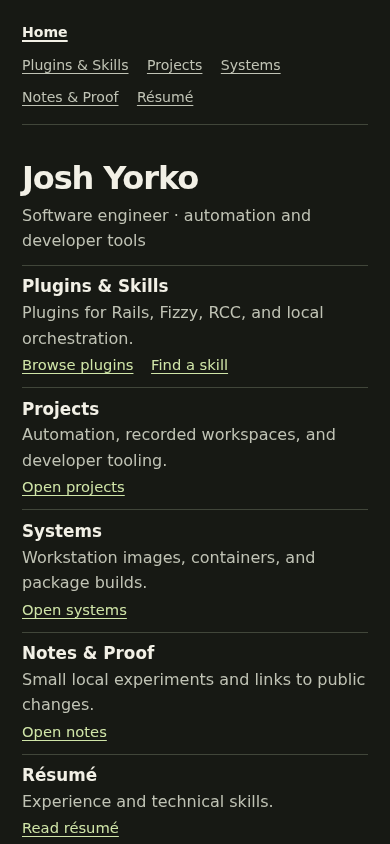 Home
Plugins & Skills Projects Systems
Notes & Proof Résumé
Josh Yorko
Software engineer · automation and
developer tools
Plugins & Skills
Plugins for Rails, Fizzy, RCC, and local
orchestration.
Browse plugins Find a skill
Projects
Automation, recorded workspaces, and
developer tooling.
Open projects
Systems
Workstation images, containers, and
package builds.
Open systems
Notes & Proof
Small local experiments and links to public
changes.
Open notes
Résumé
Experience and technical skills.
Read résumé